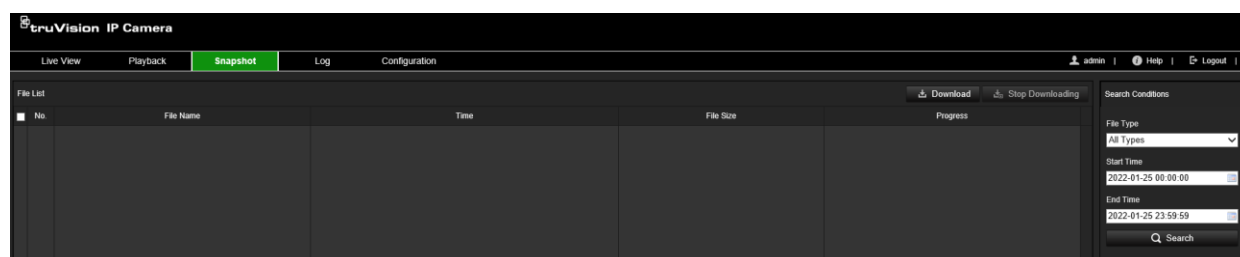 truVision IP Camera
Live View Playback Snapshot Log Configuration admin | Help | Logout |
File List Download Stop Downloading Search Conditions
No. File Name Time File Size Progress
File Type
All Types
Start Time
2022-01-25 00:00:00
End Time
2022-01-25 23:59:59
Search